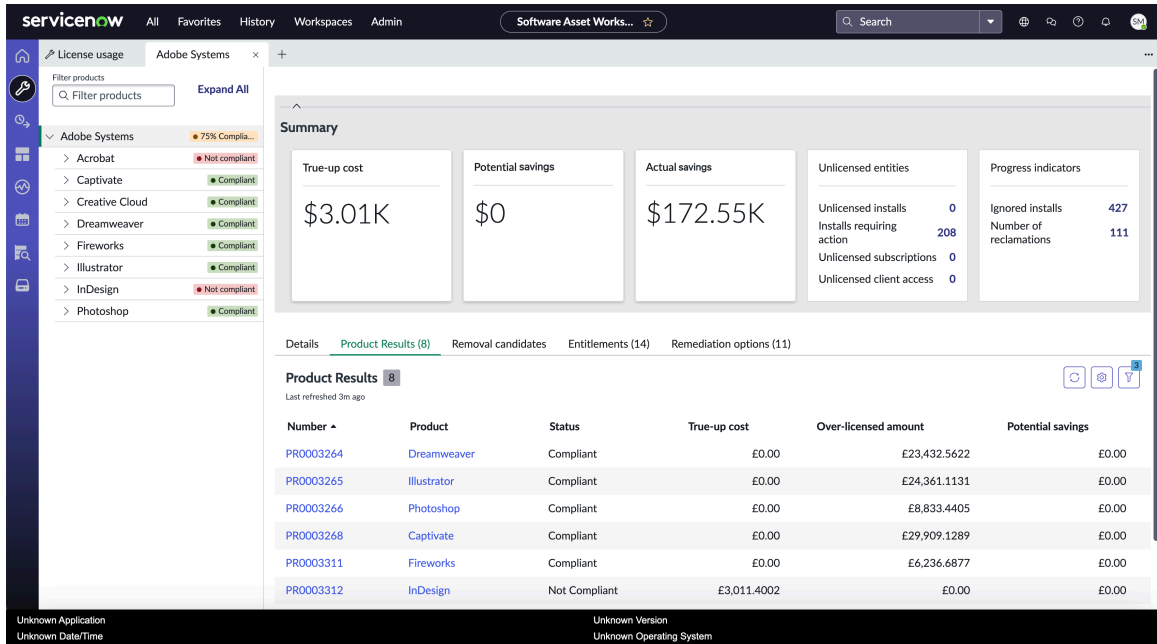 servicenow All Favorites History Workspaces Admin Software Asset Works... Search SM
License usage Adobe Systems
Filter products
Filter products Expand All
Adobe Systems 75% Complia...
Acrobat Not compliant
Captivate Compliant
Creative Cloud Compliant
Dreamweaver Compliant
Fireworks Compliant
Illustrator Compliant
InDesign Not compliant
Photoshop Compliant
Summary
True-up cost
$3.01K
Potential savings
$0
Actual savings
$172.55K
Unlicensed entities
Unlicensed installs 0
Installs requiring
action 208
Unlicensed subscriptions 0
Unlicensed client access 0
Progress indicators
Ignored installs 427
Number of
reclamations 111
Details Product Results (8) Removal candidates Entitlements (14) Remediation options (11)
Product Results 8
3
Last refreshed 3m ago
Number Product Status True-up cost Over-licensed amount Potential savings
PR0003264 Dreamweaver Compliant £0.00 £23,432.5622 £0.00
PR0003265 Illustrator Compliant £0.00 £24,361.1131 £0.00
PR0003266 Photoshop Compliant £0.00 £8,833.4405 £0.00
PR0003268 Captivate Compliant £0.00 £29,909.1289 £0.00
PR0003311 Fireworks Compliant £0.00 £6,236.6877 £0.00
PR0003312 InDesign Not Compliant £3,011.4002 £0.00 £0.00
Unknown Application Unknown Version
Unknown Date/Time Unknown Operating System